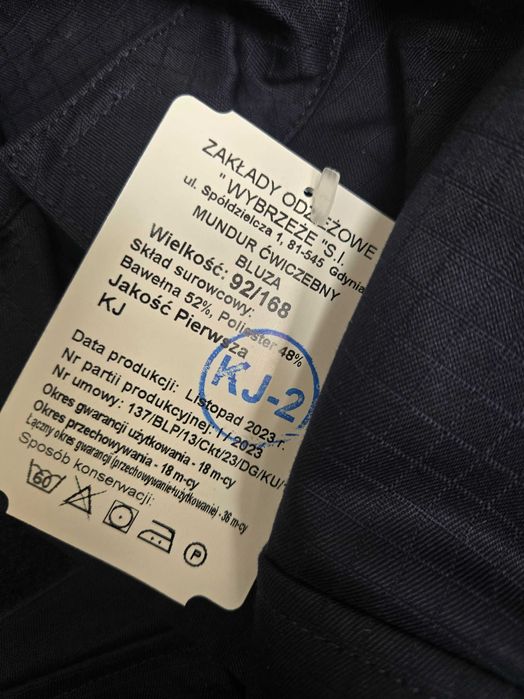 ZAKŁADY ODZIEŻOWE
"WYBRZEŻE "S.I.
ul. Spółdzielcza 1, 81-545 Gdynia
MUNDUR ĆWICZEBNY
BLUZA
Wielkość: 92/168
Skład surowcowy:
Bawełna 52%, Poliester 48%
Jakość Pierwsza
KJ
KJ-2
Data produkcji: Listopad 2023 r.
Nr partii produkcyjnej: I/2023
Nr umowy: 137/BLP/13/Ckt/23/DG/KU/
Okres gwarancji użytkowania - 18 m-cy
Okres przechowywania - 18 m-cy
Łączny okres gwarancji (przechowywanie+użytkowanie) - 36 m-cy
Sposób konserwacji:
60
P